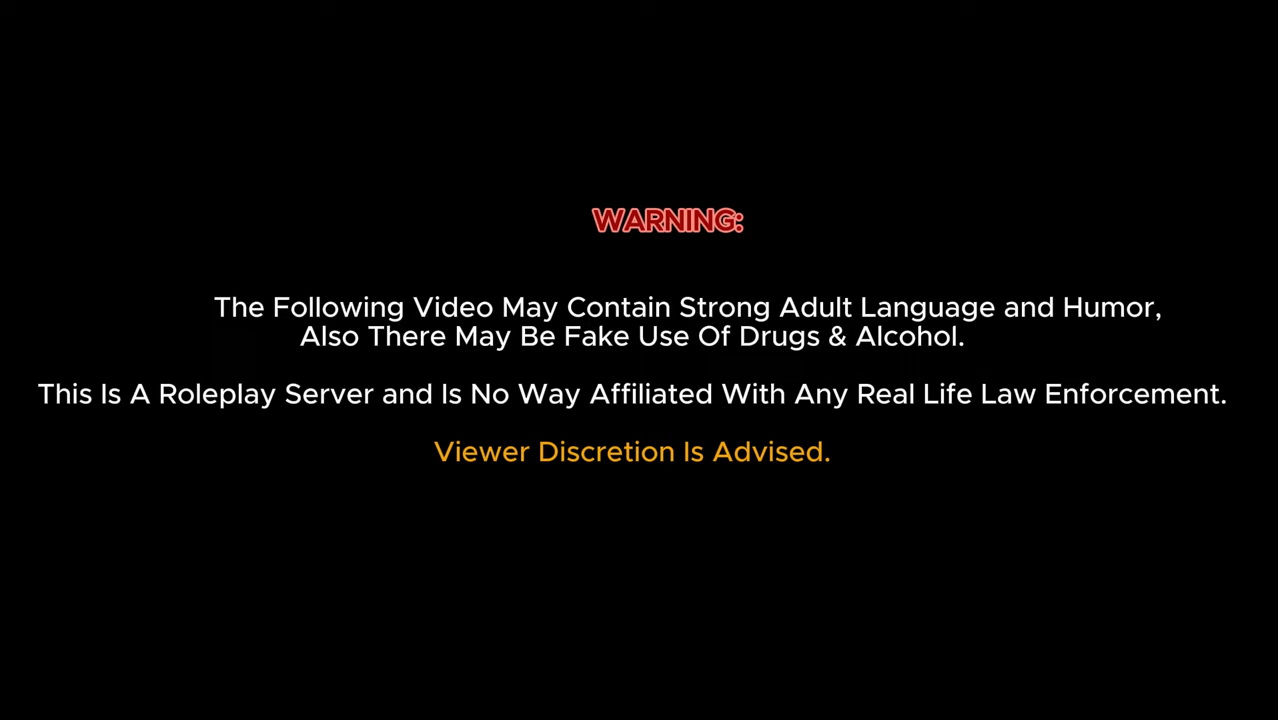 WARNING:
The Following Video May Contain Strong Adult Language and Humor,
Also There May Be Fake Use Of Drugs & Alcohol.
This Is A Roleplay Server and Is No Way Affiliated With Any Real Life Law Enforcement.
Viewer Discretion Is Advised.